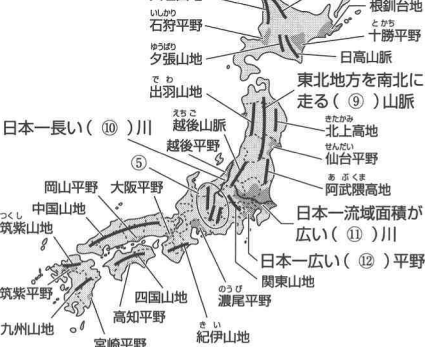 根釧台地
いしかり
石狩平野
とかち
十勝平野
ゆうばり
夕張山地
日高山脈
でわ
出羽山地
東北地方を南北に
走る( ⑨ )山脈
日本一長い( ⑩ )川
えちご
越後山脈
越後平野
きたかみ
北上高地
せんだい
仙台平野
⑤
あぶくま
阿武隈高地
岡山平野
大阪平野
中国山地
つくし
筑紫山地
日本一流域面積が
広い( ⑪ )川
日本一広い( ⑫ )平野
関東山地
のうび
濃尾平野
筑紫平野
四国山地
高知平野
九州山地
きい
紀伊山地
宮崎平野